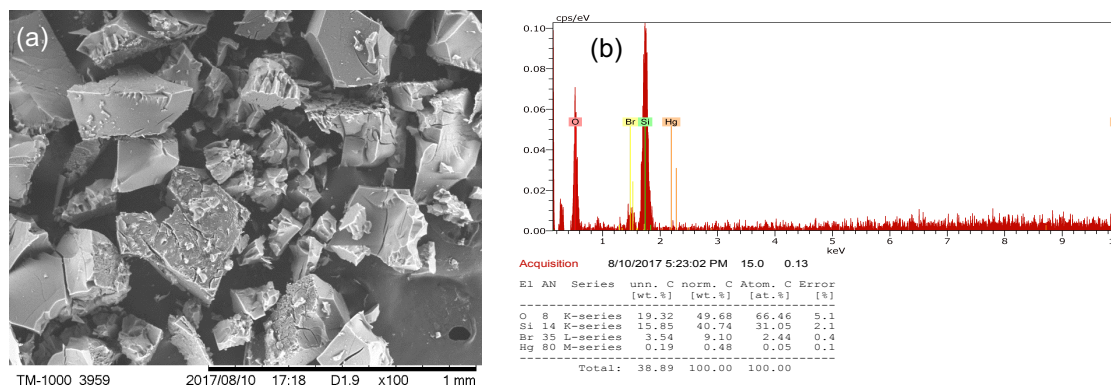 (a)
TM-1000_3959 2017/08/10 17:18 D1.9 x100 1 mm
cps/eV
(b)
0.10
0.08
0.06
0.04
0.02
0.00
O Br Si Hg
1 2 3 4 5 6 7 8 9
keV
Acquisition 8/10/2017 5:23:02 PM 15.0 0.13
El AN Series unn. C norm. C Atom. C Error
[wt.%] [wt.%] [at.%] [%]
O 8 K-series 19.32 49.68 66.46 5.1
Si 14 K-series 15.85 40.74 31.05 2.1
Br 35 L-series 3.54 9.10 2.44 0.4
Hg 80 M-series 0.19 0.48 0.05 0.1
Total: 38.89 100.00 100.00